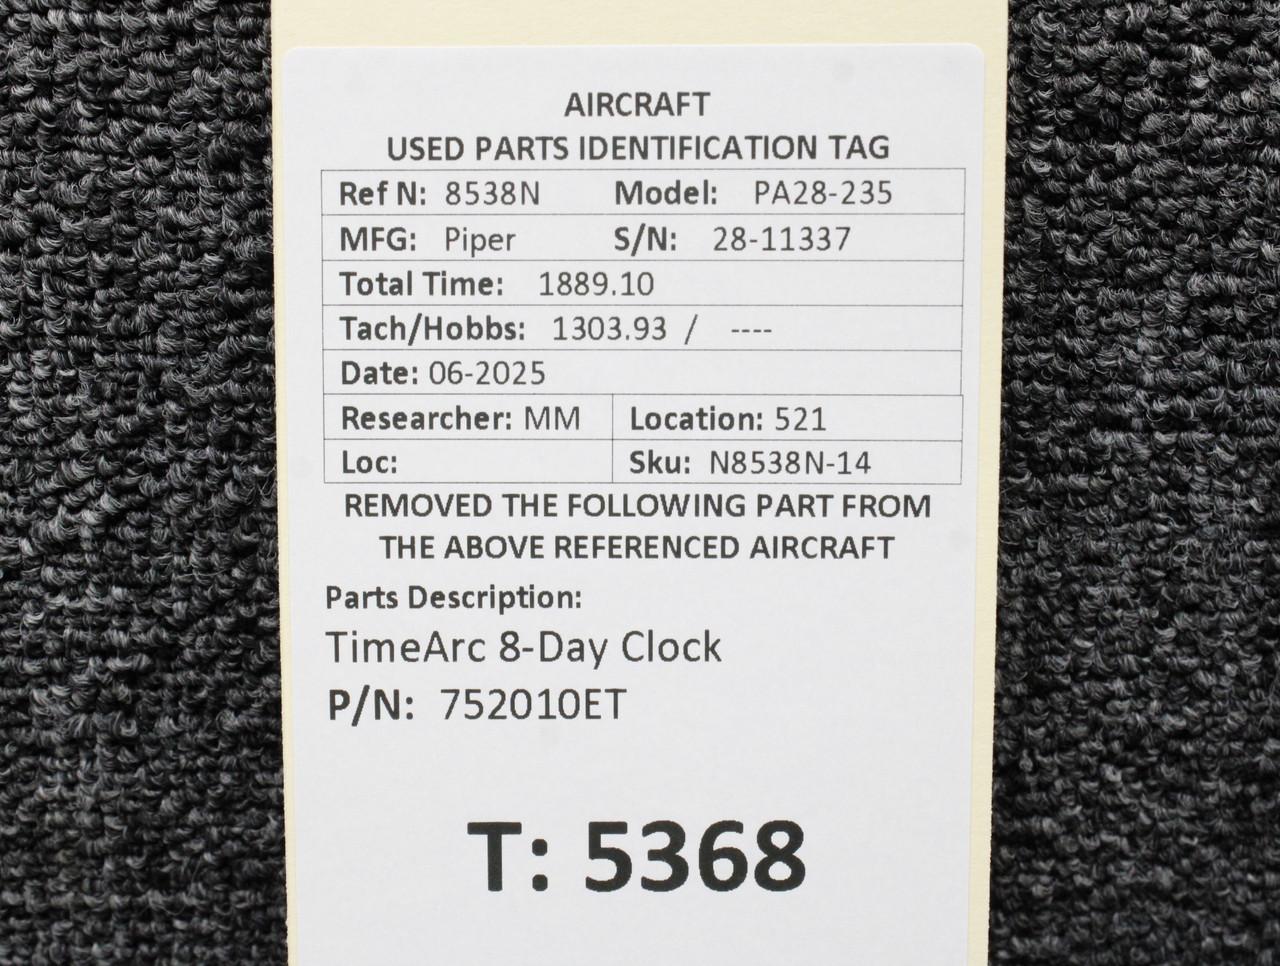 AIRCRAFT
USED PARTS IDENTIFICATION TAG
Ref N: 8538N Model: PA28-235
MFG: Piper S/N: 28-11337
Total Time: 1889.10
Tach/Hobbs: 1303.93 / ----
Date: 06-2025
Researcher: MM Location: 521
Loc: Sku: N8538N-14
REMOVED THE FOLLOWING PART FROM
THE ABOVE REFERENCED AIRCRAFT
Parts Description:
TimeArc 8-Day Clock
P/N: 752010ET
T: 5368